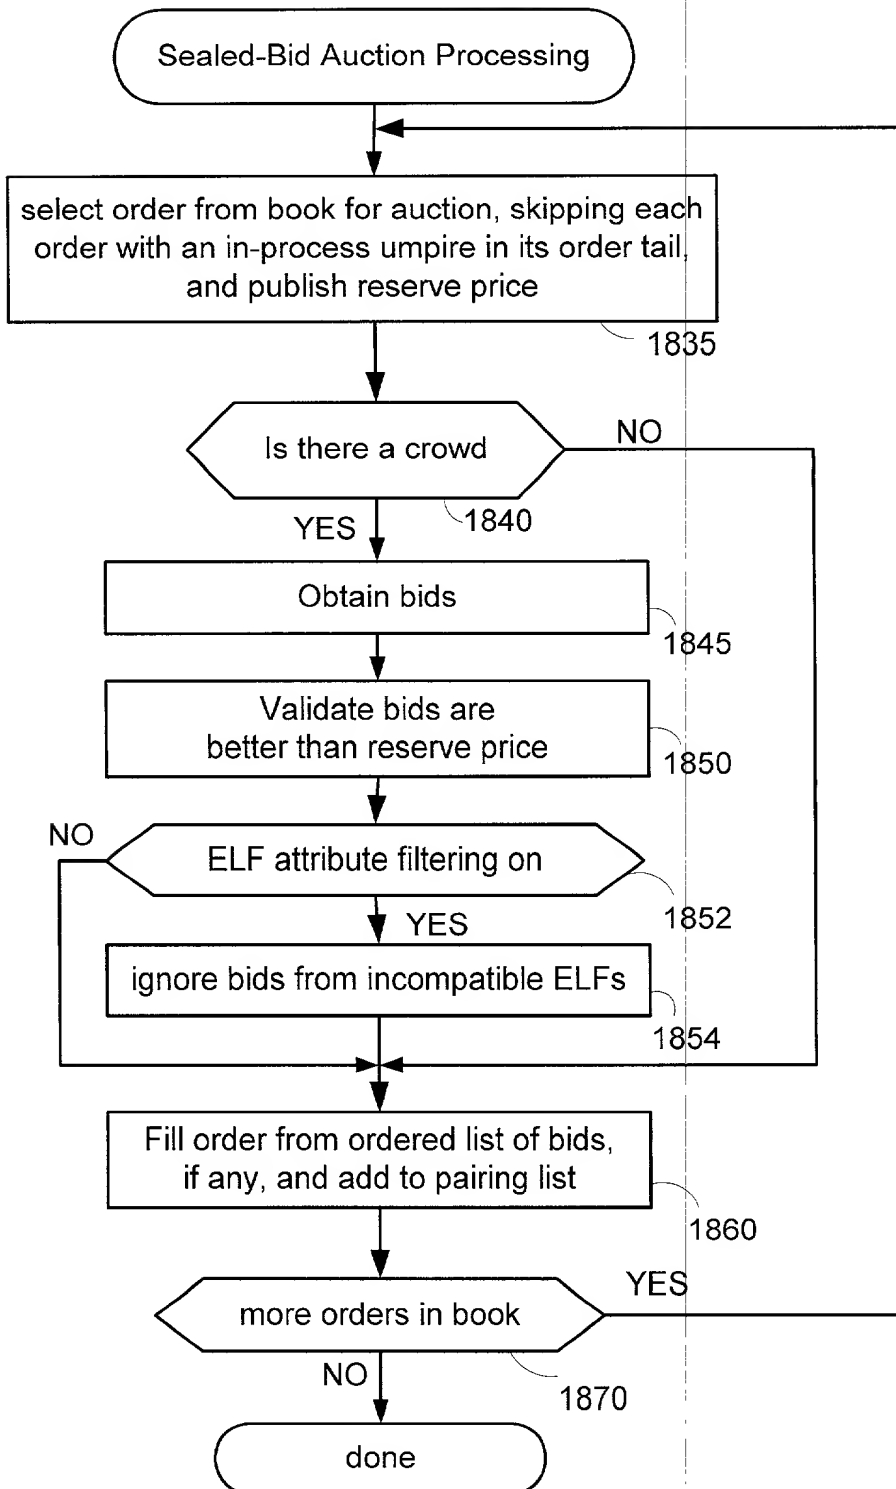 Sealed-Bid Auction Processing
select order from book for auction, skipping each
order with an in-process umpire in its order tail,
and publish reserve price
1835
Is there a crowd
NO
YES
1840
Obtain bids
1845
Validate bids are
better than reserve price
1850
NO
ELF attribute filtering on
1852
YES
ignore bids from incompatible ELFs
1854
Fill order from ordered list of bids,
if any, and add to pairing list
1860
YES
more orders in book
NO
1870
done